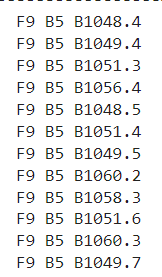 F9 B5 B1048.4
F9 B5 B1049.4
F9 B5 B1051.3
F9 B5 B1056.4
F9 B5 B1048.5
F9 B5 B1051.4
F9 B5 B1049.5
F9 B5 B1060.2
F9 B5 B1058.3
F9 B5 B1051.6
F9 B5 B1060.3
F9 B5 B1049.7